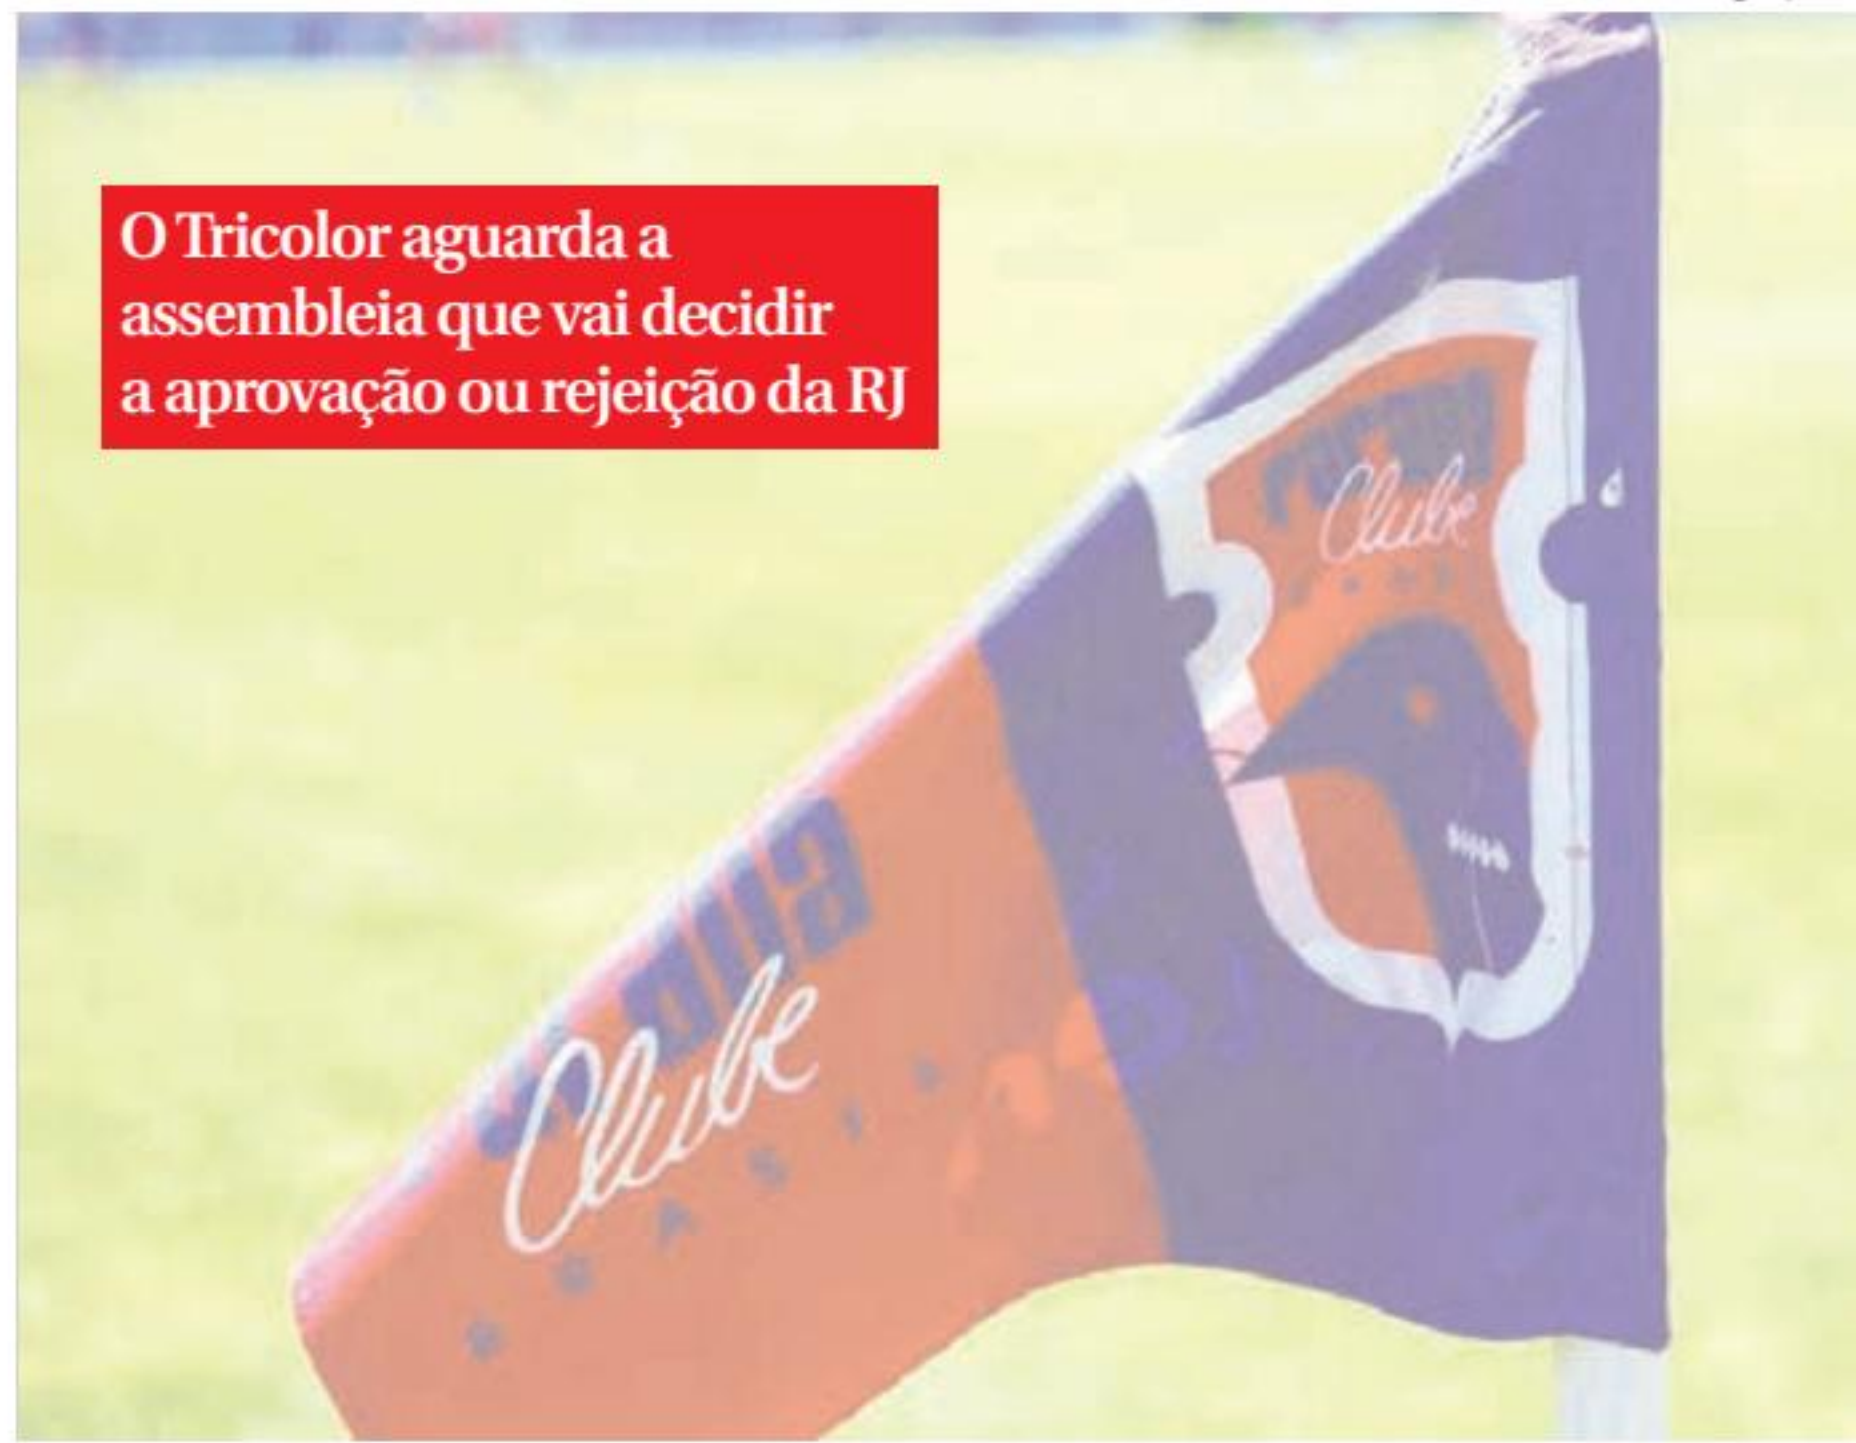 O Tricolor aguarda a
assembleia que vai decidir
a aprovação ou rejeição da RJ
Clube
Clube